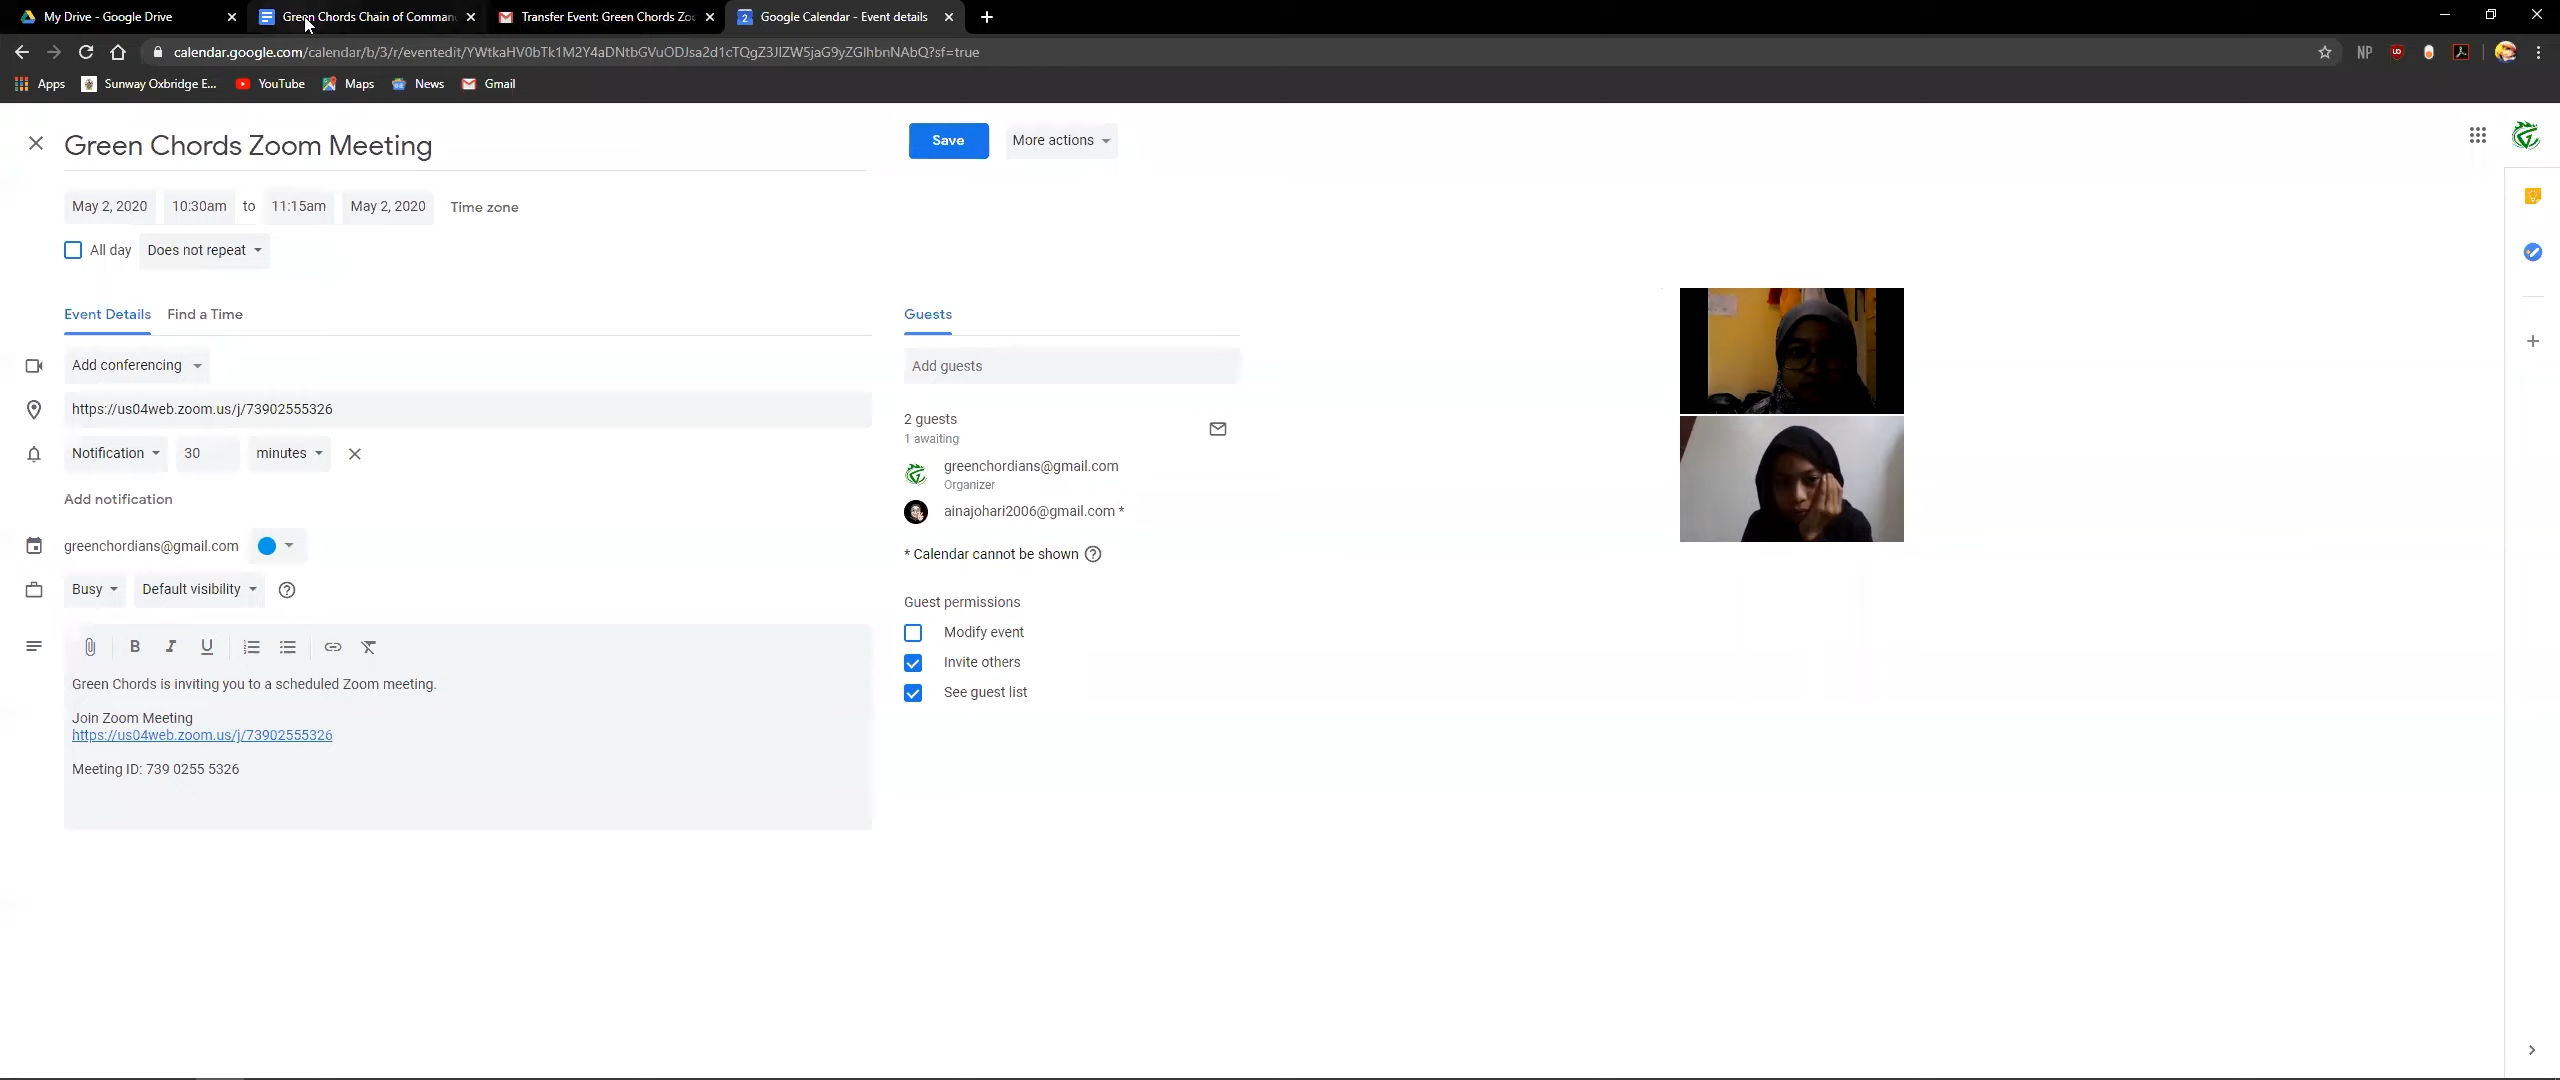 My Drive - Google Drive
Green Chords Chain of Comman
Transfer Event: Green Chords Zo
Google Calendar - Event details
calendar.google.com/calendar/b/3/r/eventedit/
Apps
Sunway Oxbridge E...
YouTube
Maps
News
Gmail
NP
Green Chords Zoom Meeting
Save
More actions
May 2, 2020 10:30am to 11:15am May 2, 2020 Time zone
All day Does not repeat
Event Details Find a Time
Guests
Add conferencing
Add guests
https://us04web.zoom.us/j/73902555326
2 guests
1 awaiting
Notification 30 minutes
greenchordians@gmail.com
Organizer
Add notification
ainajohari2006@gmail.com *
greenchordians@gmail.com
* Calendar cannot be shown
Busy Default visibility
Guest permissions
Modify event
Invite others
See guest list
B I U
Green Chords is inviting you to a scheduled Zoom meeting.
Join Zoom Meeting
https://us04web.zoom.us/j/73902555326
Meeting ID: 739 0255 5326